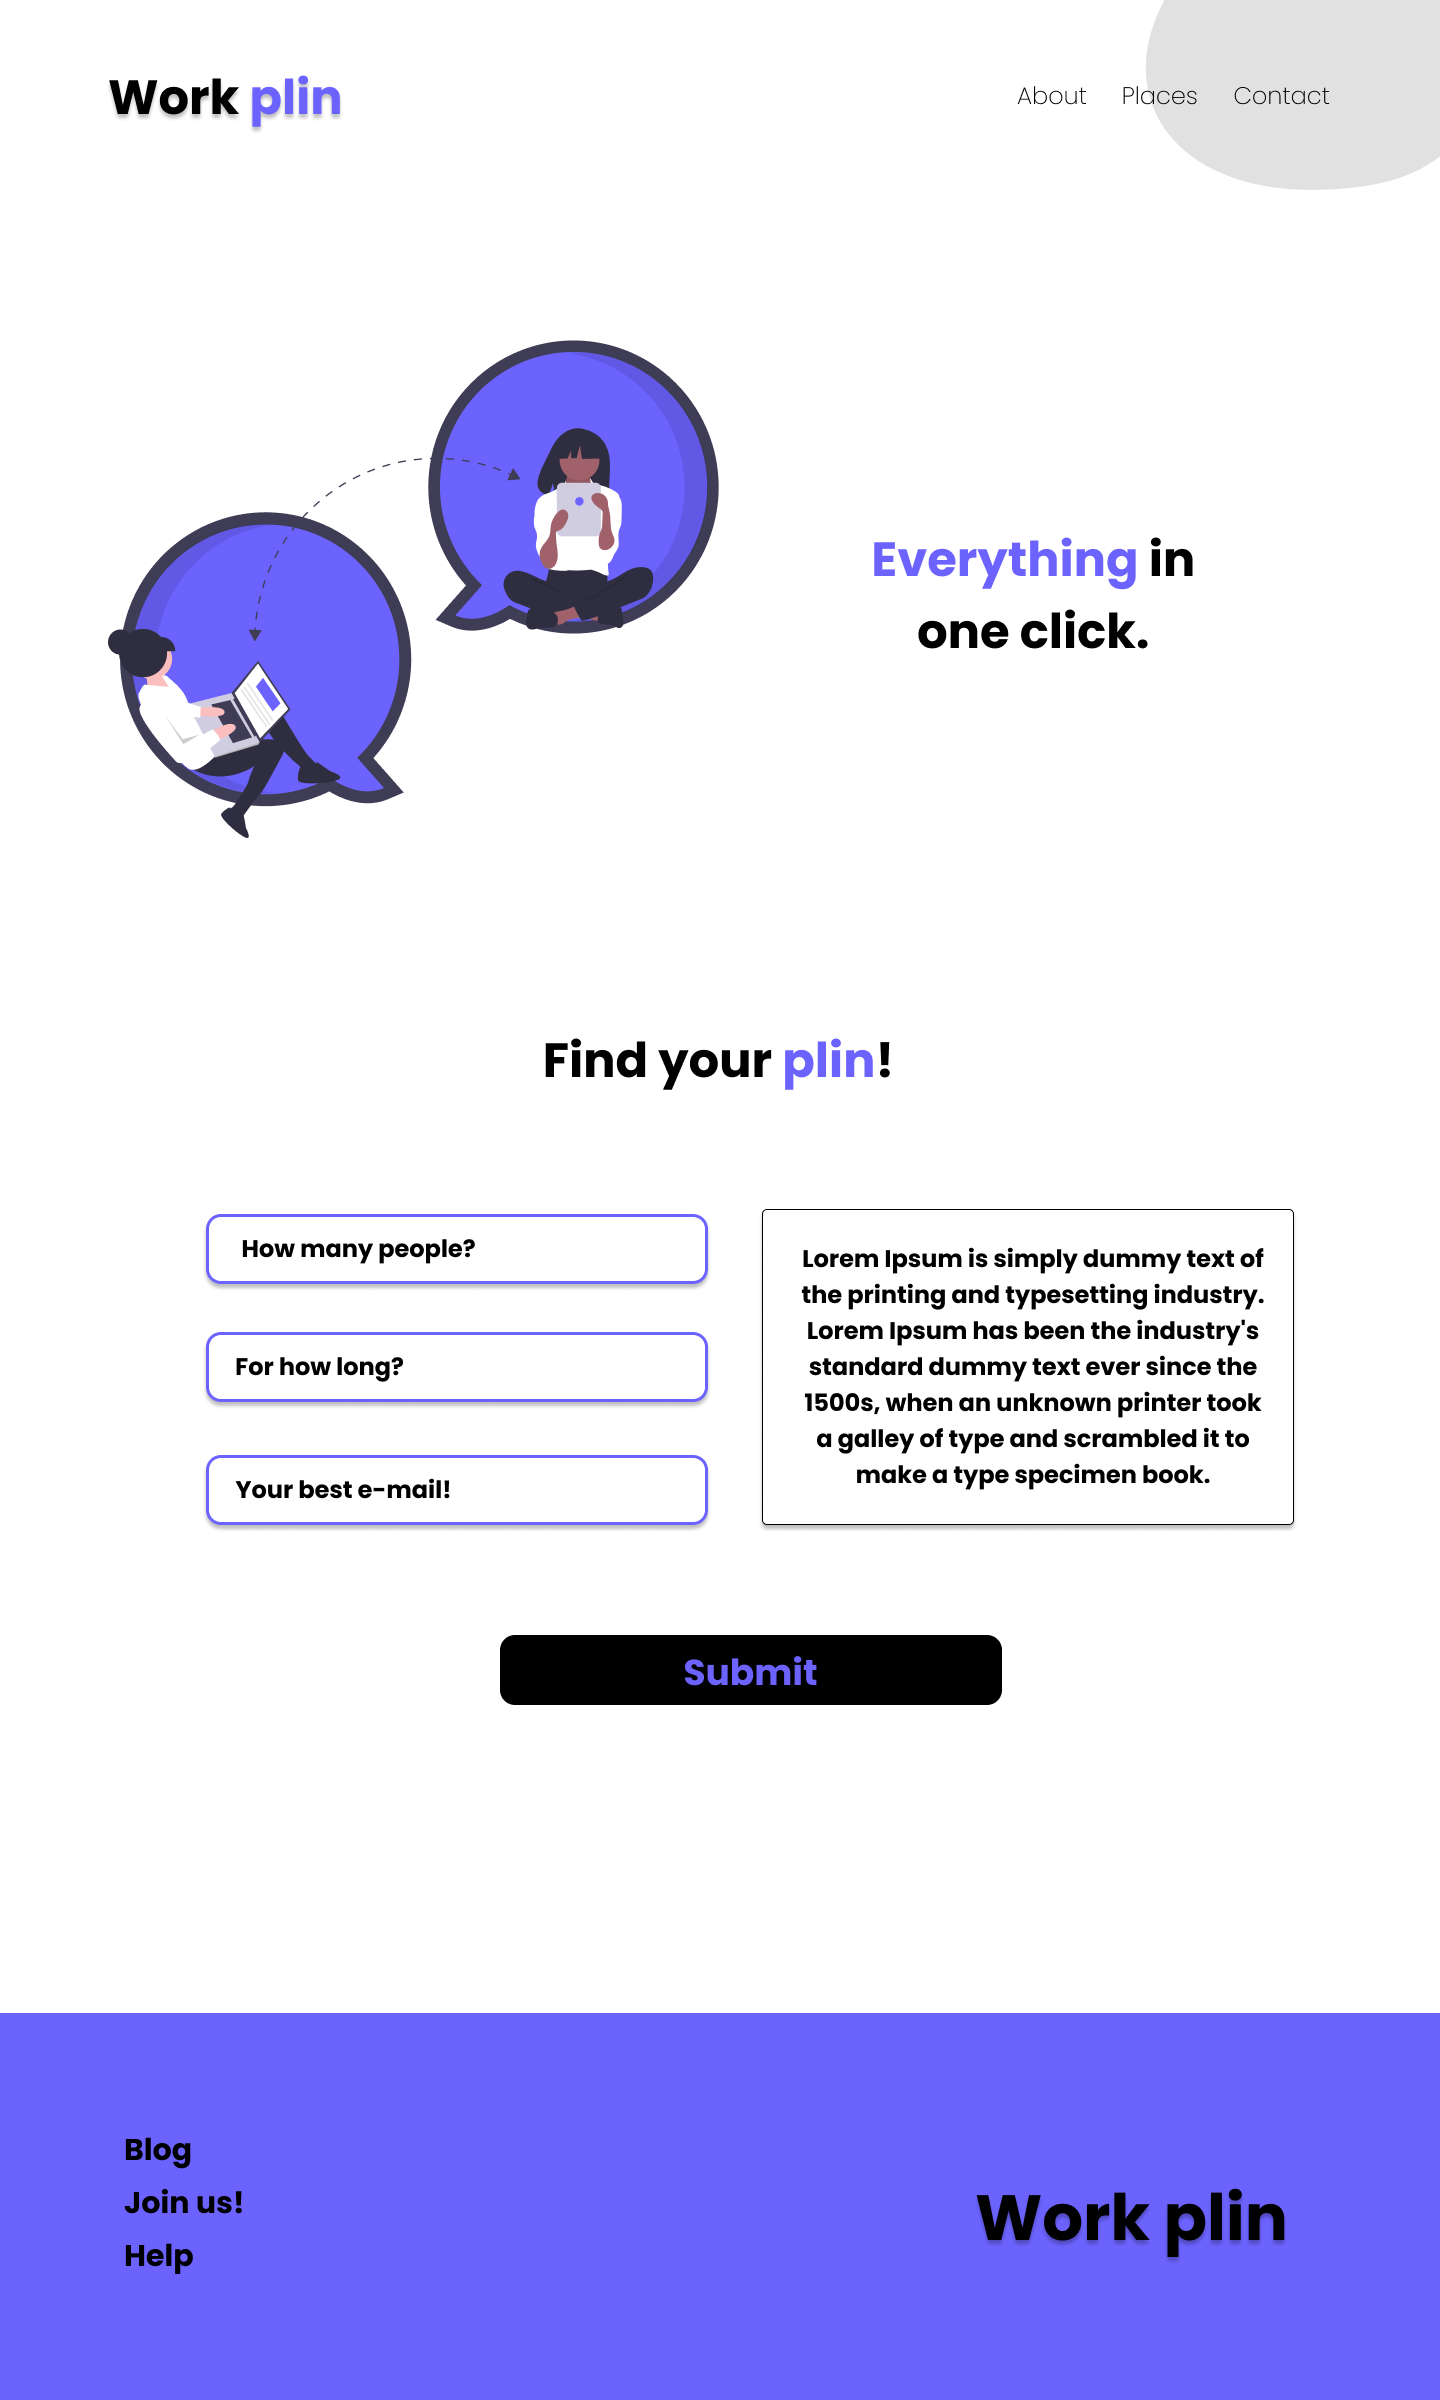 Work plin
About Places Contact
Everything in
one click.
Find your plin!
How many people?
For how long?
Your best e-mail!
Lorem Ipsum is simply dummy text of
the printing and typesetting industry.
Lorem Ipsum has been the industry's
standard dummy text ever since the
1500s, when an unknown printer took
a galley of type and scrambled it to
make a type specimen book.
Submit
Blog
Join us!
Help
Work plin